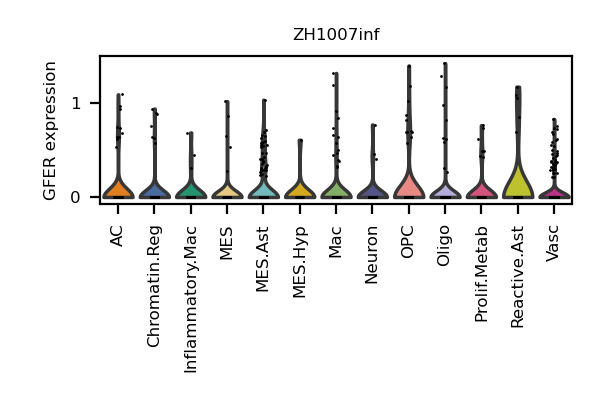 ZH1007inf
GFER expression
1
0
AC
Chromatin.Reg
Inflammatory.Mac
MES
MES.Ast
MES.Hyp
Mac
Neuron
OPC
Oligo
Prolif.Metab
Reactive.Ast
Vasc